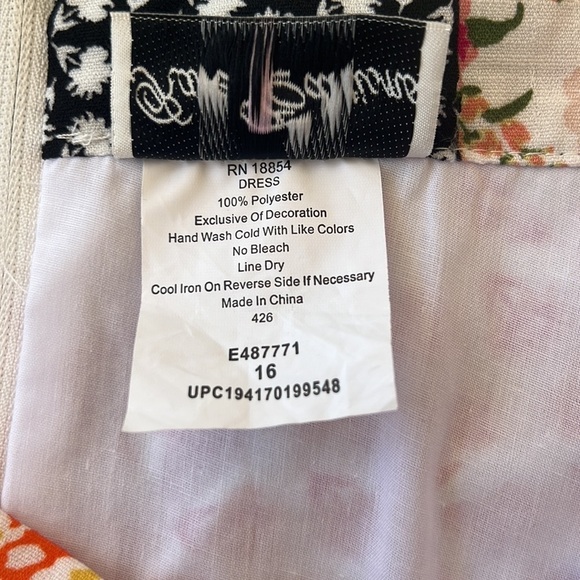 RN 18854
DRESS
100% Polyester
Exclusive Of Decoration
Hand Wash Cold With Like Colors
No Bleach
Line Dry
Cool Iron On Reverse Side If Necessary
Made In China
426
E487771
16
UPC194170199548